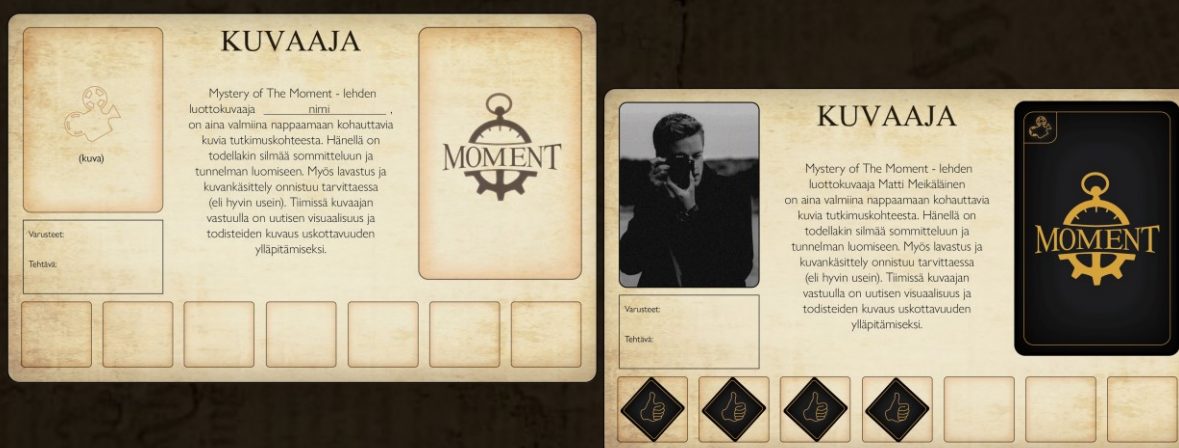 KUVAAJA
Mystery of The Moment - lehden
luottokuvaaja nimi ,
on aina valmiina nappaamaan kohauttavia
kuvia tutkimuskohteesta. Hänellä on
todellakin silmää sommitteluun ja
tunnelman luomiseen. Myös lavastus ja
kuvankäsittely onnistuu tarvittaessa
(eli hyvin usein). Tiimissä kuvaajan
vastuulla on uutisen visuaalisuus ja
todisteiden kuvaus uskottavuuden
ylläpitämiseksi.
(kuva)
Varusteet:
Tehtävä:
MOMENT
KUVAAJA
Mystery of The Moment - lehden
luottokuvaaja Matti Meikäläinen
on aina valmiina nappaamaan kohauttavia
kuvia tutkimuskohteesta. Hänellä on
todellakin silmää sommitteluun ja
tunnelman luomiseen. Myös lavastus ja
kuvankäsittely onnistuu tarvittaessa
(eli hyvin usein). Tiimissä kuvaajan
vastuulla on uutisen visuaalisuus ja
todisteiden kuvaus uskottavuuden
ylläpitämiseksi.
Varusteet:
Tehtävä:
MOMENT